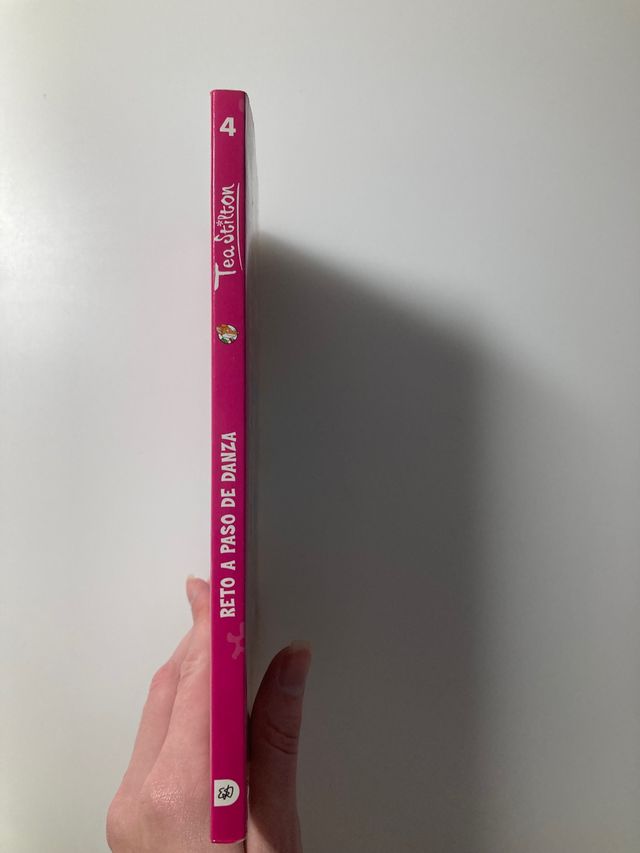 4
Tea Stilton
RETO A PASO DE DANZA